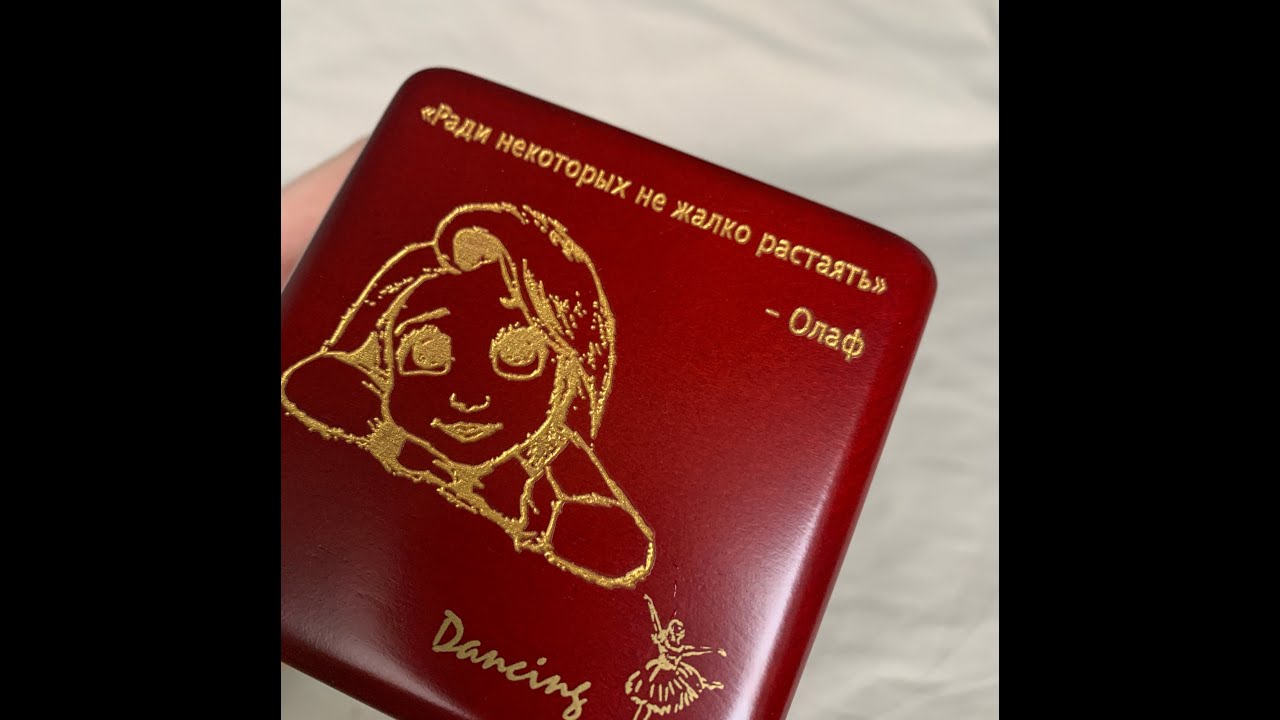 «Ради некоторых не жалко растаять»
– Олаф
Dancing